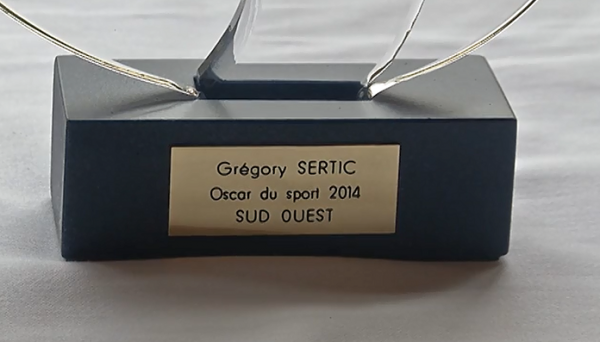 Grégory SERTIC
Oscar du sport 2014
SUD OUEST